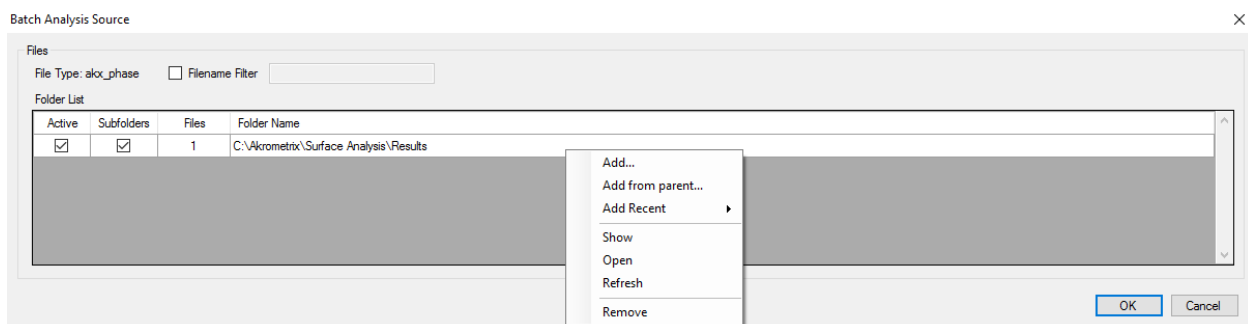 Batch Analysis Source
Files
File Type: akx_phase Filename Filter
Folder List
Active Subfolders Files Folder Name
1 C:\Akrometrix\Surface Analysis\Results
Add...
Add from parent...
Add Recent
Show
Open
Refresh
Remove
OK Cancel